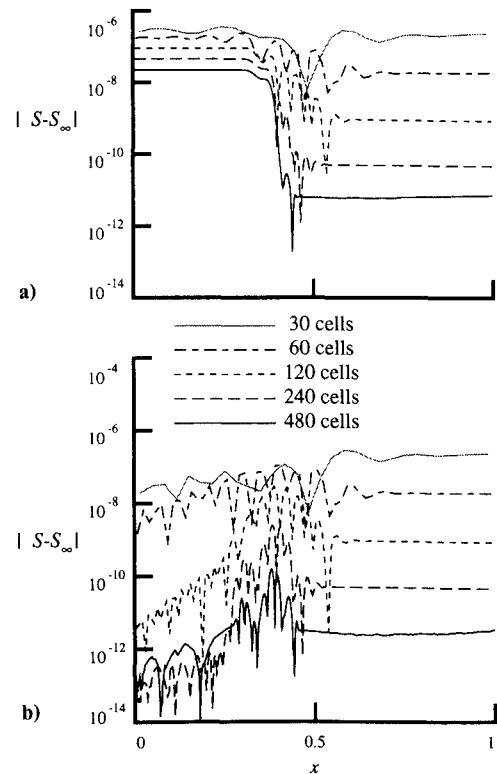 10^-6
10^-8
| S-S∞|
10^-10
10^-12
10^-14
a)
30 cells
60 cells
120 cells
240 cells
480 cells
10^-4
10^-6
10^-8
| S-S∞|
10^-10
10^-12
10^-14
b)
0
0.5
1
x